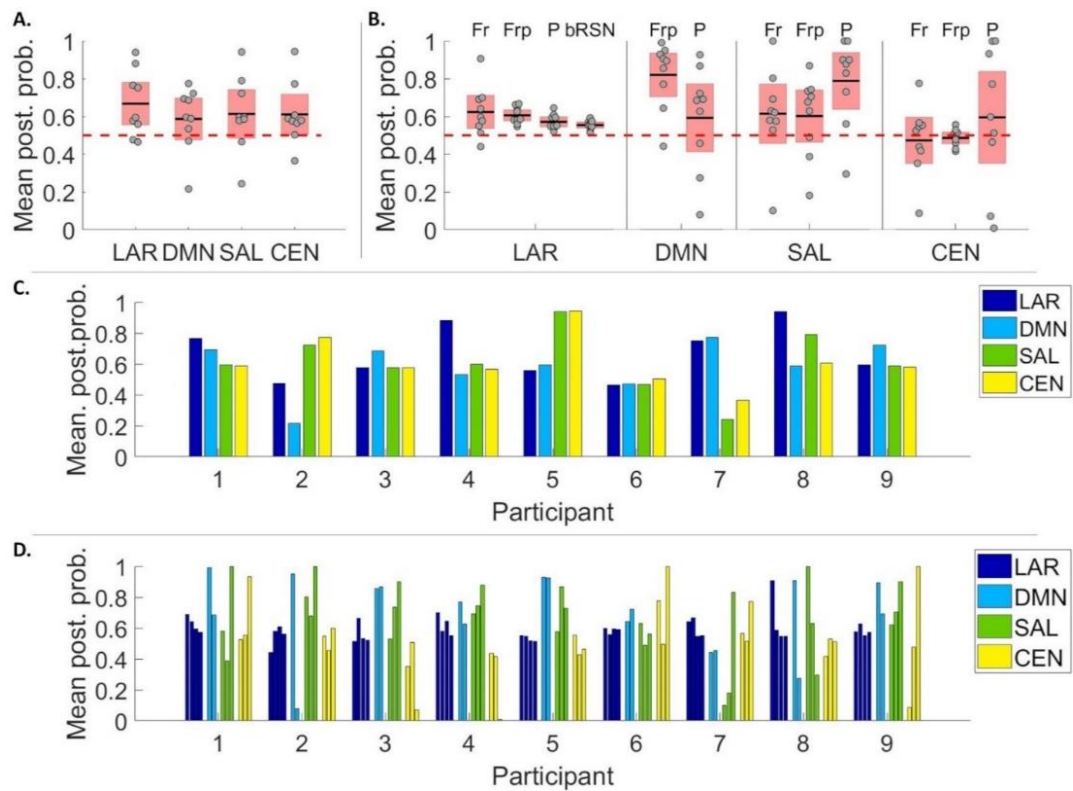 A.
Mean post. prob.
1
0.8
0.6
0.4
0.2
0
LAR DMN SAL CEN
B.
Fr Frp P bRSN Frp P Fr Frp P Fr Frp P
Mean post. prob.
1
0.8
0.6
0.4
0.2
0
LAR DMN SAL CEN
C.
Mean. post.prob.
1
0.8
0.6
0.4
0.2
0
1 2 3 4 5 6 7 8 9
Participant
LAR
DMN
SAL
CEN
D.
Mean post. prob.
1
0.8
0.6
0.4
0.2
0
1 2 3 4 5 6 7 8 9
Participant
LAR
DMN
SAL
CEN